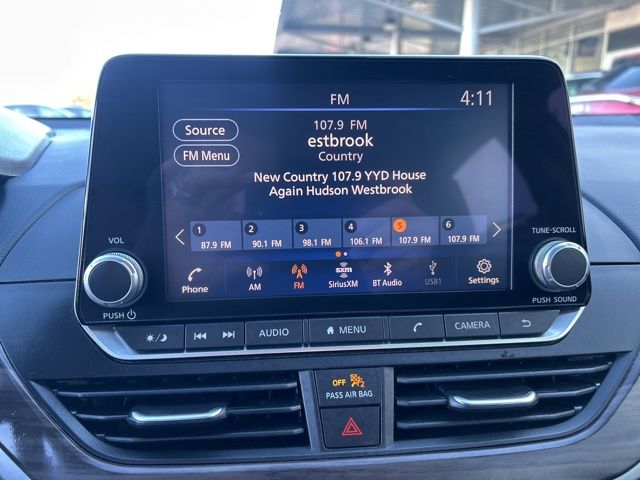 FM
4:11
Source
107.9 FM
estbrook
FM Menu
Country
New Country 107.9 YYD House
Again Hudson Westbrook
1 2 3 4 5 6
87.9 FM 90.1 FM 98.1 FM 106.1 FM 107.9 FM 107.9 FM
Phone AM FM SXM SiriusXM BT Audio USB1 Settings
VOL
TUNE·SCROLL
PUSH
PUSH SOUND
AUDIO MENU CAMERA
OFF 2
PASS AIR BAG